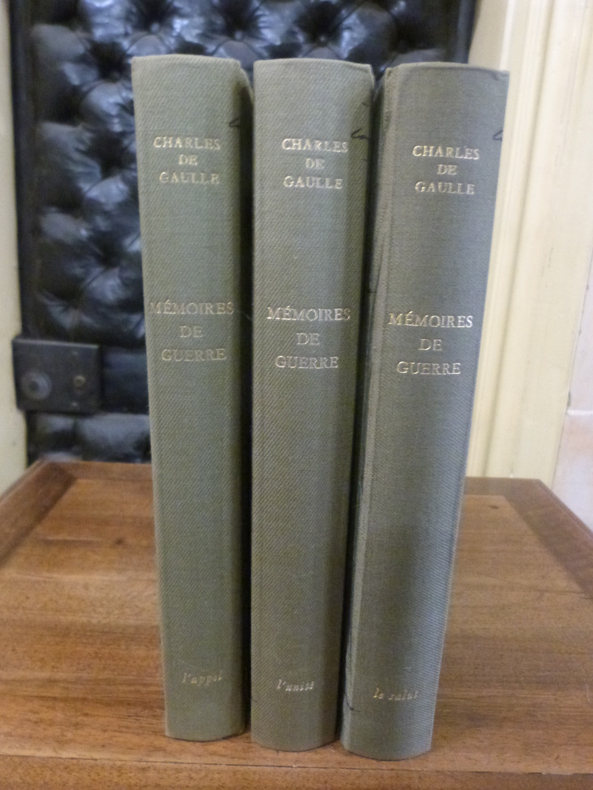 CHARLES
DE
GAULLE
MÉMOIRES
DE
GUERRE
l'appel
CHARLES
DE
GAULLE
MÉMOIRES
DE
GUERRE
l'unité
CHARLES
DE
GAULLE
MÉMOIRES
DE
GUERRE
le salut